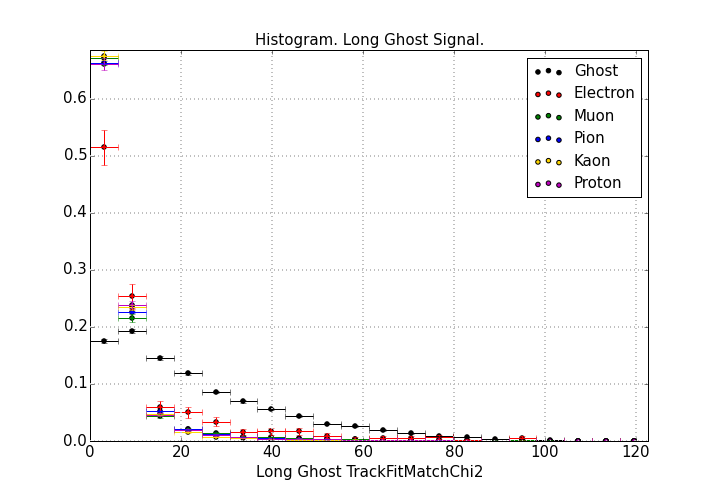 Histogram. Long Ghost Signal.
Ghost
Electron
Muon
Pion
Kaon
Proton
0.6
0.5
0.4
0.3
0.2
0.1
0.0
0 20 40 60 80 100 120
Long Ghost TrackFitMatchChi2